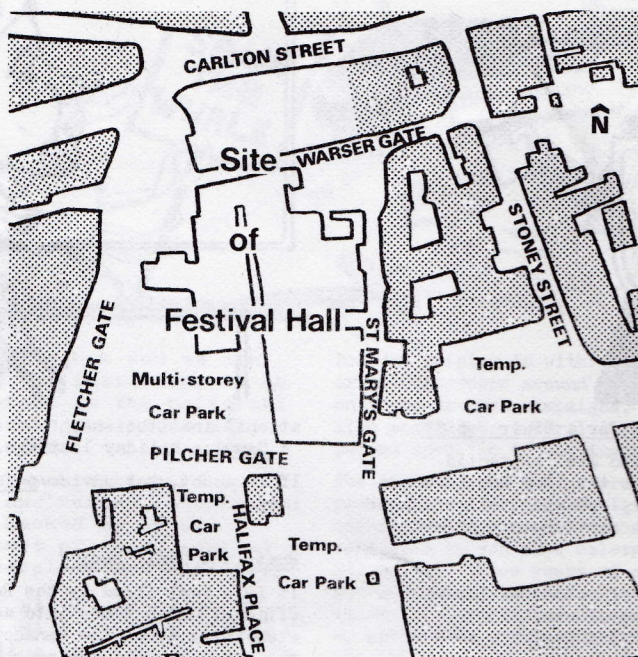 CARLTON STREET
WARSER GATE
N
Site
Of
Festival Hall
STONEY STREET
FLETCHER GATE
ST MARY'S GATE
Multi-storey
Car Park
Temp.
Car Park
PILCHER GATE
Temp.
Car
Park
HALIFAX PLACE
Temp.
Car Park